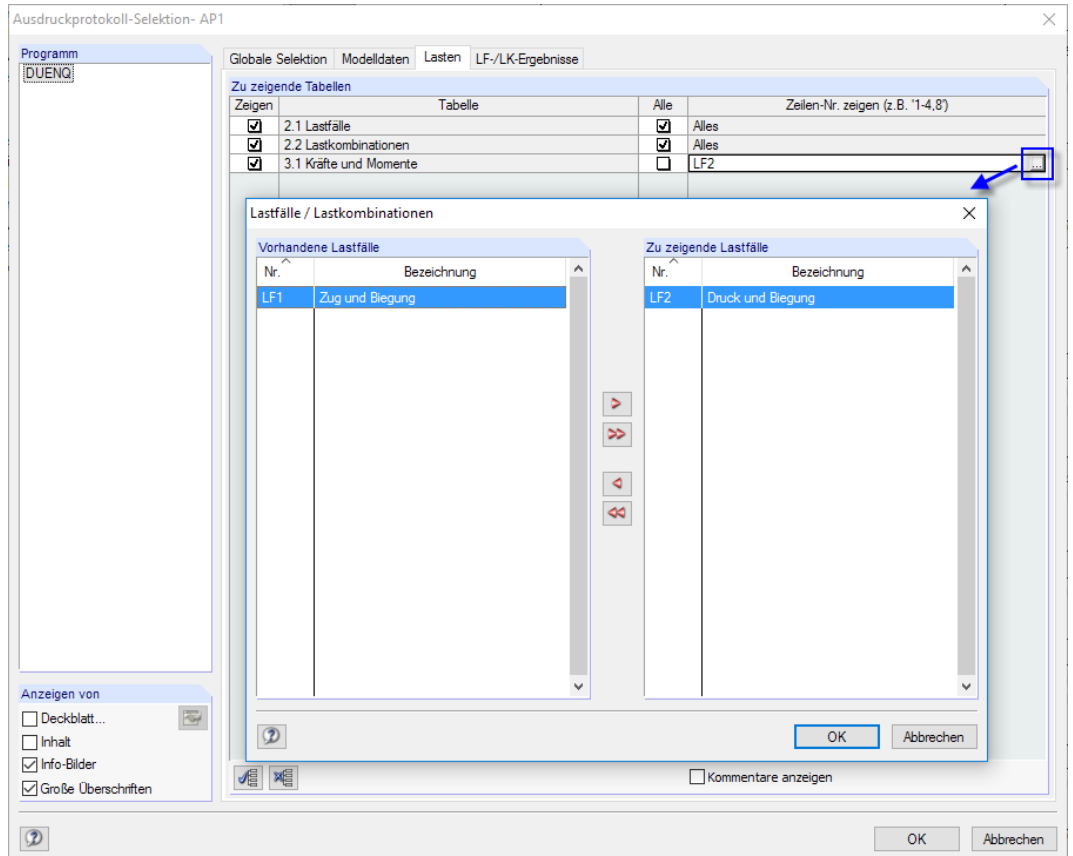 Ausdruckprotokoll-Selektion- AP1
Programm
DUENQ
Globale Selektion Modelldaten Lasten LF-/LK-Ergebnisse
Zu zeigende Tabellen
Zeigen Tabelle Alle Zeilen-Nr. zeigen (z.B. '1-4,8')
2.1 Lastfälle Alles
2.2 Lastkombinationen Alles
3.1 Kräfte und Momente LF2 ...
Lastfälle / Lastkombinationen
Vorhandene Lastfälle
Nr. Bezeichnung
LF1 Zug und Biegung
Zu zeigende Lastfälle
Nr. Bezeichnung
LF2 Druck und Biegung
OK Abbrechen
Anzeigen von
Deckblatt...
Inhalt
Info-Bilder
Große Überschriften
Kommentare anzeigen
OK Abbrechen